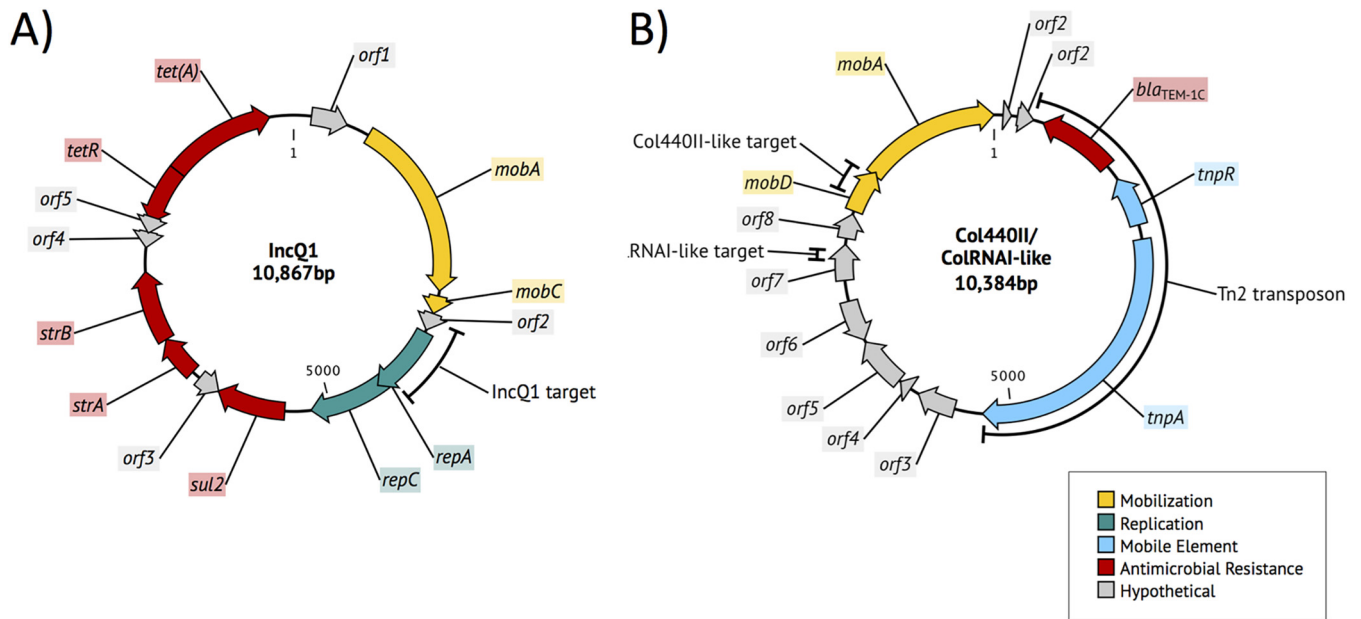 A)
orf1
tet(A)
1
mobA
tetR
orf5
orf4
IncQ1
10,867bp
mobC
orf2
strB
5000
IncQ1 target
strA
orf3
sul2
repC
repA
B)
orf2
orf2
mobA
blaTEM-1C
Col440II-like target
1
mobD
tnpR
orf8
.RNAI-like target
orf7
Col440II/
ColRNAI-like
10,384bp
Tn2 transposon
orf6
5000
orf5
orf4
orf3
tnpA
Mobilization
Replication
Mobile Element
Antimicrobial Resistance
Hypothetical